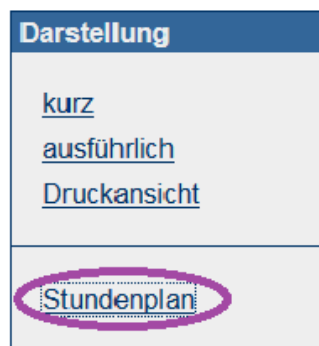 Darstellung
kurz
ausführlich
Druckansicht
Stundenplan